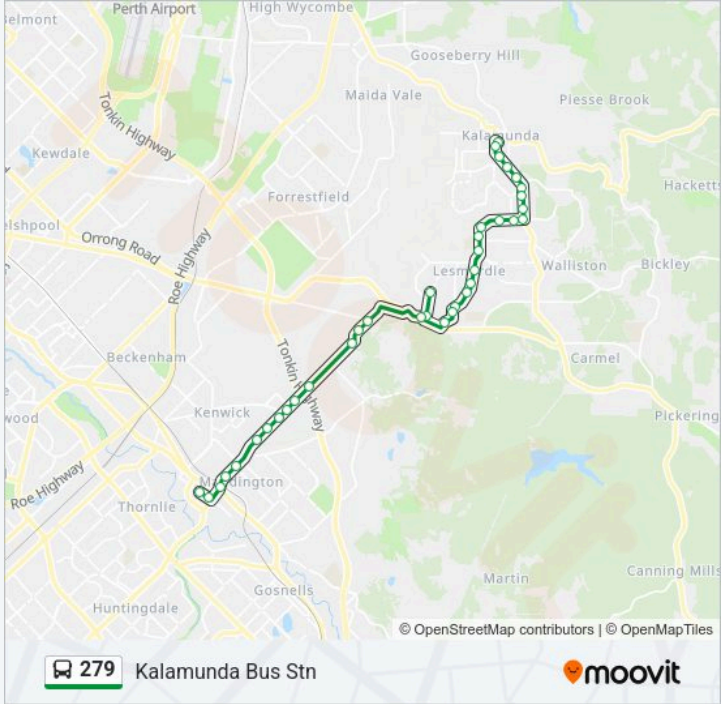 Belmont
Perth Airport
High Wycombe
Gooseberry Hill
Maida Vale
Piesse Brook
Tonkin Highway
Kalamunda
Kewdale
Hacketts
Forrestfield
elshpool
Orrong Road
Roe Highway
Lesmurdie
Walliston
Bickley
Beckenham
Tonkin Highway
Carmel
wood
Kenwick
Pickering
Roe Highway
Maddington
Thornlie
Gosnells
Martin
Canning Mills
Huntingdale
© OpenStreetMap contributors | © OpenMapTiles
279 Kalamunda Bus Stn
moovit